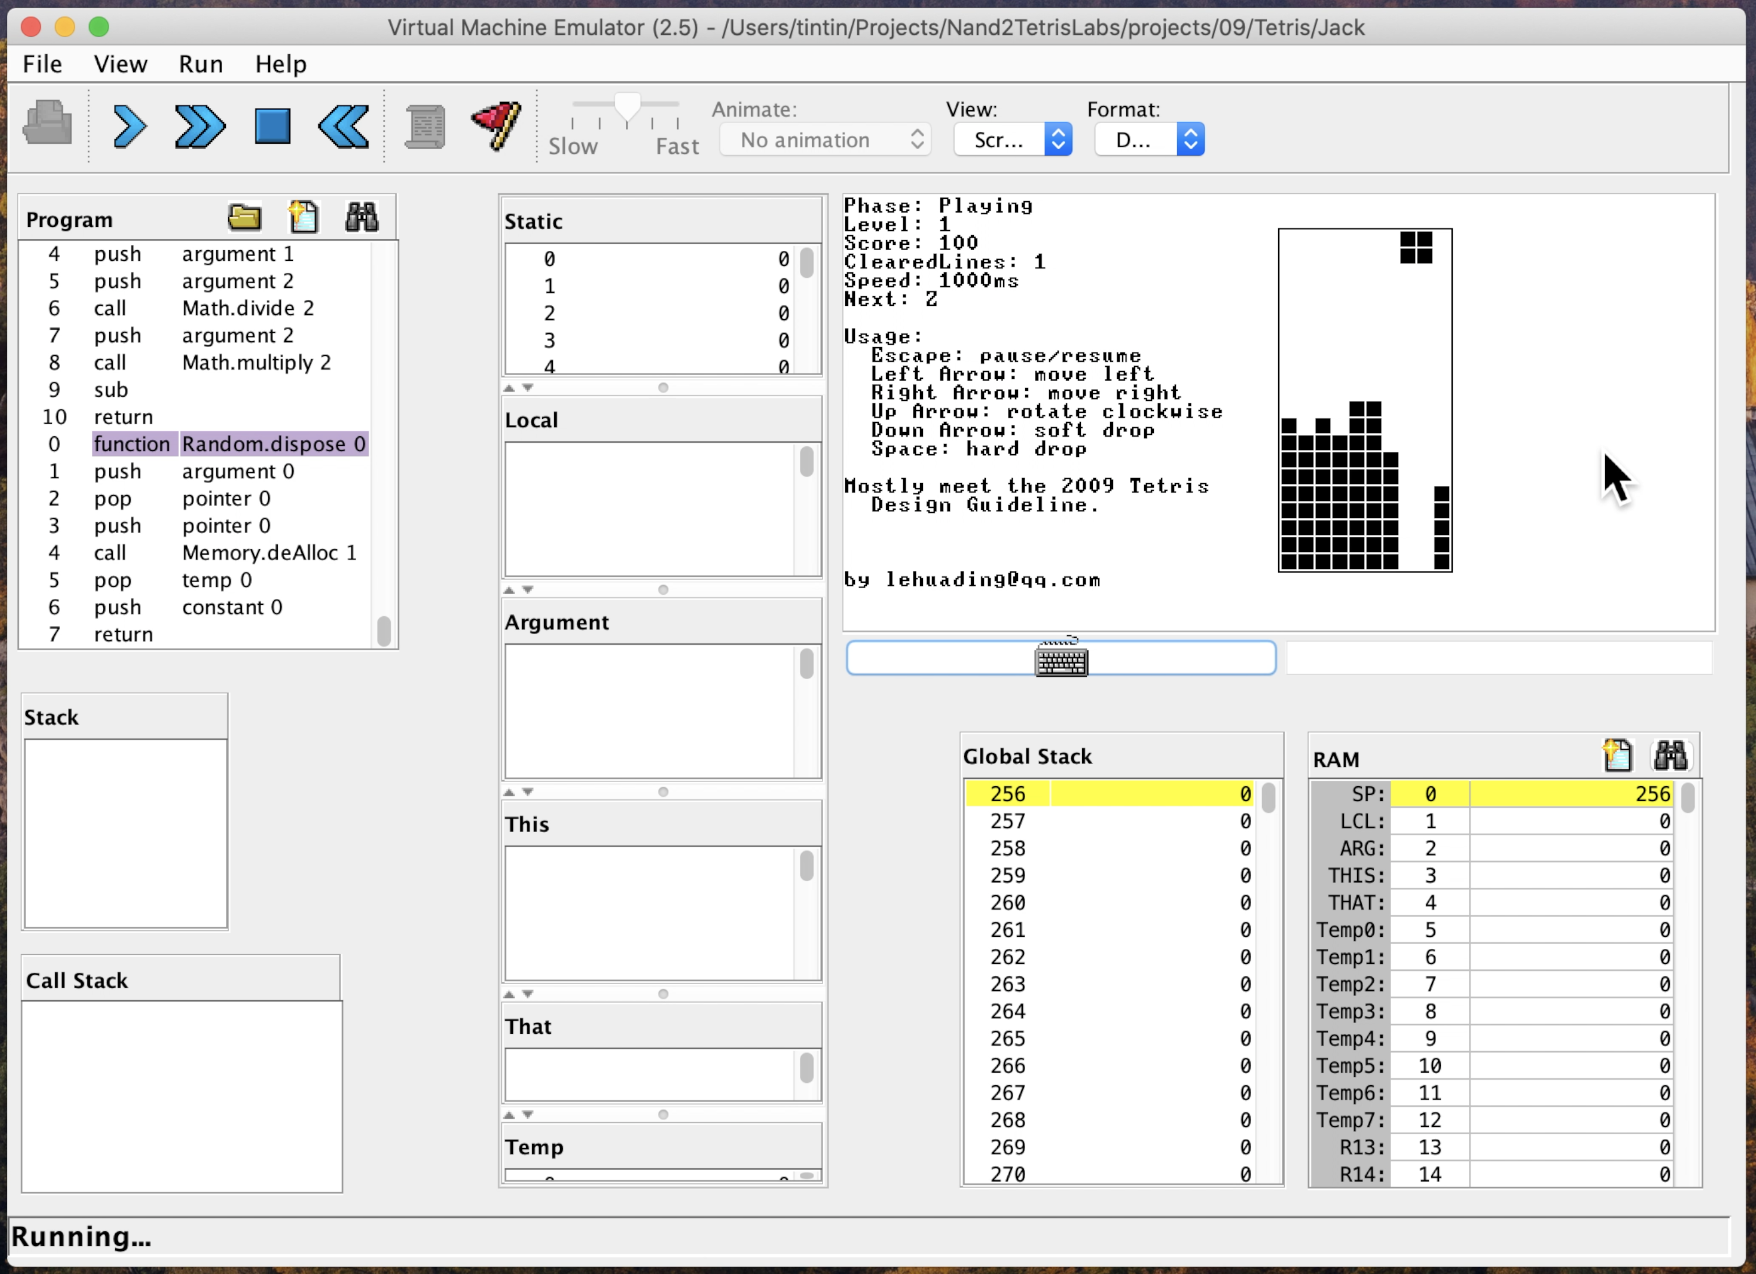 Virtual Machine Emulator (2.5) - /Users/tintin/Projects/Nand2TetrisLabs/projects/09/Tetris/Jack
File View Run Help
Slow Fast
Animate:
No animation
View:
Scr...
Format:
D...
Program
4 push argument 1
5 push argument 2
6 call Math.divide 2
7 push argument 2
8 call Math.multiply 2
9 sub
10 return
0 function Random.dispose 0
1 push argument 0
2 pop pointer 0
3 push pointer 0
4 call Memory.deAlloc 1
5 pop temp 0
6 push constant 0
7 return
Stack
Call Stack
Static
0 0
1 0
2 0
3 0
4 0
Local
Argument
This
That
Temp
Phase: Playing
Level: 1
Score: 100
ClearedLines: 1
Speed: 1000ms
Next: Z
Usage:
Escape: pause/resume
Left Arrow: move left
Right Arrow: move right
Up Arrow: rotate clockwise
Down Arrow: soft drop
Space: hard drop
Mostly meet the 2009 Tetris
Design Guideline.
by lehuading@qq.com
Global Stack
256 0
257 0
258 0
259 0
260 0
261 0
262 0
263 0
264 0
265 0
266 0
267 0
268 0
269 0
270 0
RAM
SP: 0 256
LCL: 1 0
ARG: 2 0
THIS: 3 0
THAT: 4 0
Temp0: 5 0
Temp1: 6 0
Temp2: 7 0
Temp3: 8 0
Temp4: 9 0
Temp5: 10 0
Temp6: 11 0
Temp7: 12 0
R13: 13 0
R14: 14 0
Running...